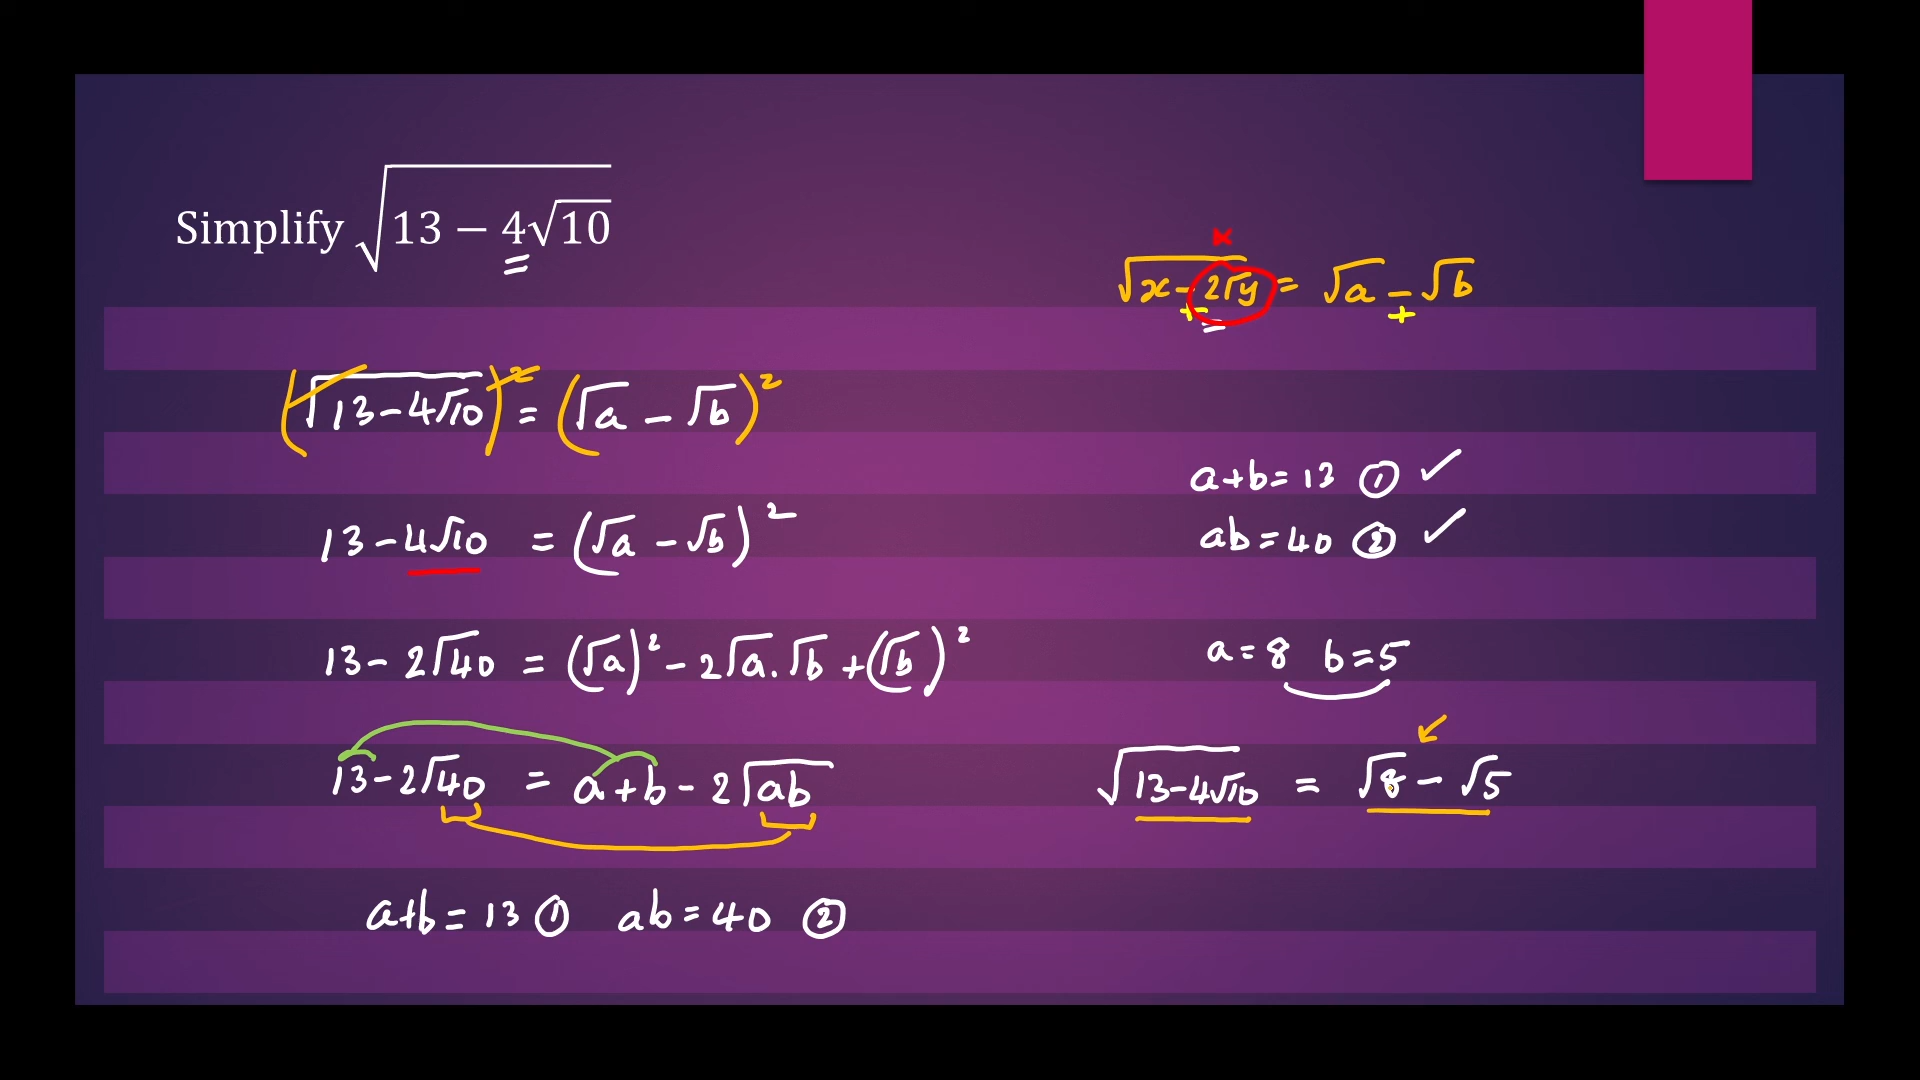 Simplify √(13 − 4√10)
×
√(x − 2√y) = √a − √b
+ +
(√(13 − 4√10))² = (√a − √b)²
a+b = 13 ①
13 − 4√10 = (√a − √b)²
ab = 40 ②
13 − 2√40 = (√a)² − 2√a.√b + (√b)²
a = 8 b = 5
13 − 2√40 = a + b − 2√ab
√(13 − 4√10) = √8 − √5
a+b = 13 ① ab = 40 ②